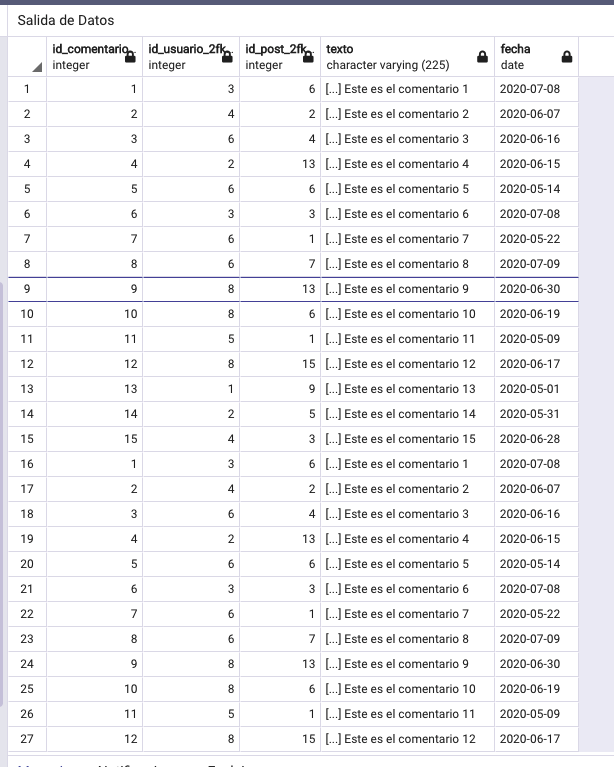 Salida de Datos
id_comentario.. id_usuario_2fk.. id_post_2fk.. texto fecha
integer integer integer character varying (225) date
1 1 3 6 [...] Este es el comentario 1 2020-07-08
2 2 4 2 [...] Este es el comentario 2 2020-06-07
3 3 6 4 [...] Este es el comentario 3 2020-06-16
4 4 2 13 [...] Este es el comentario 4 2020-06-15
5 5 6 6 [...] Este es el comentario 5 2020-05-14
6 6 3 3 [...] Este es el comentario 6 2020-07-08
7 7 6 1 [...] Este es el comentario 7 2020-05-22
8 8 6 7 [...] Este es el comentario 8 2020-07-09
9 9 8 13 [...] Este es el comentario 9 2020-06-30
10 10 8 6 [...] Este es el comentario 10 2020-06-19
11 11 5 1 [...] Este es el comentario 11 2020-05-09
12 12 8 15 [...] Este es el comentario 12 2020-06-17
13 13 1 9 [...] Este es el comentario 13 2020-05-01
14 14 2 5 [...] Este es el comentario 14 2020-05-31
15 15 4 3 [...] Este es el comentario 15 2020-06-28
16 1 3 6 [...] Este es el comentario 1 2020-07-08
17 2 4 2 [...] Este es el comentario 2 2020-06-07
18 3 6 4 [...] Este es el comentario 3 2020-06-16
19 4 2 13 [...] Este es el comentario 4 2020-06-15
20 5 6 6 [...] Este es el comentario 5 2020-05-14
21 6 3 3 [...] Este es el comentario 6 2020-07-08
22 7 6 1 [...] Este es el comentario 7 2020-05-22
23 8 6 7 [...] Este es el comentario 8 2020-07-09
24 9 8 13 [...] Este es el comentario 9 2020-06-30
25 10 8 6 [...] Este es el comentario 10 2020-06-19
26 11 5 1 [...] Este es el comentario 11 2020-05-09
27 12 8 15 [...] Este es el comentario 12 2020-06-17